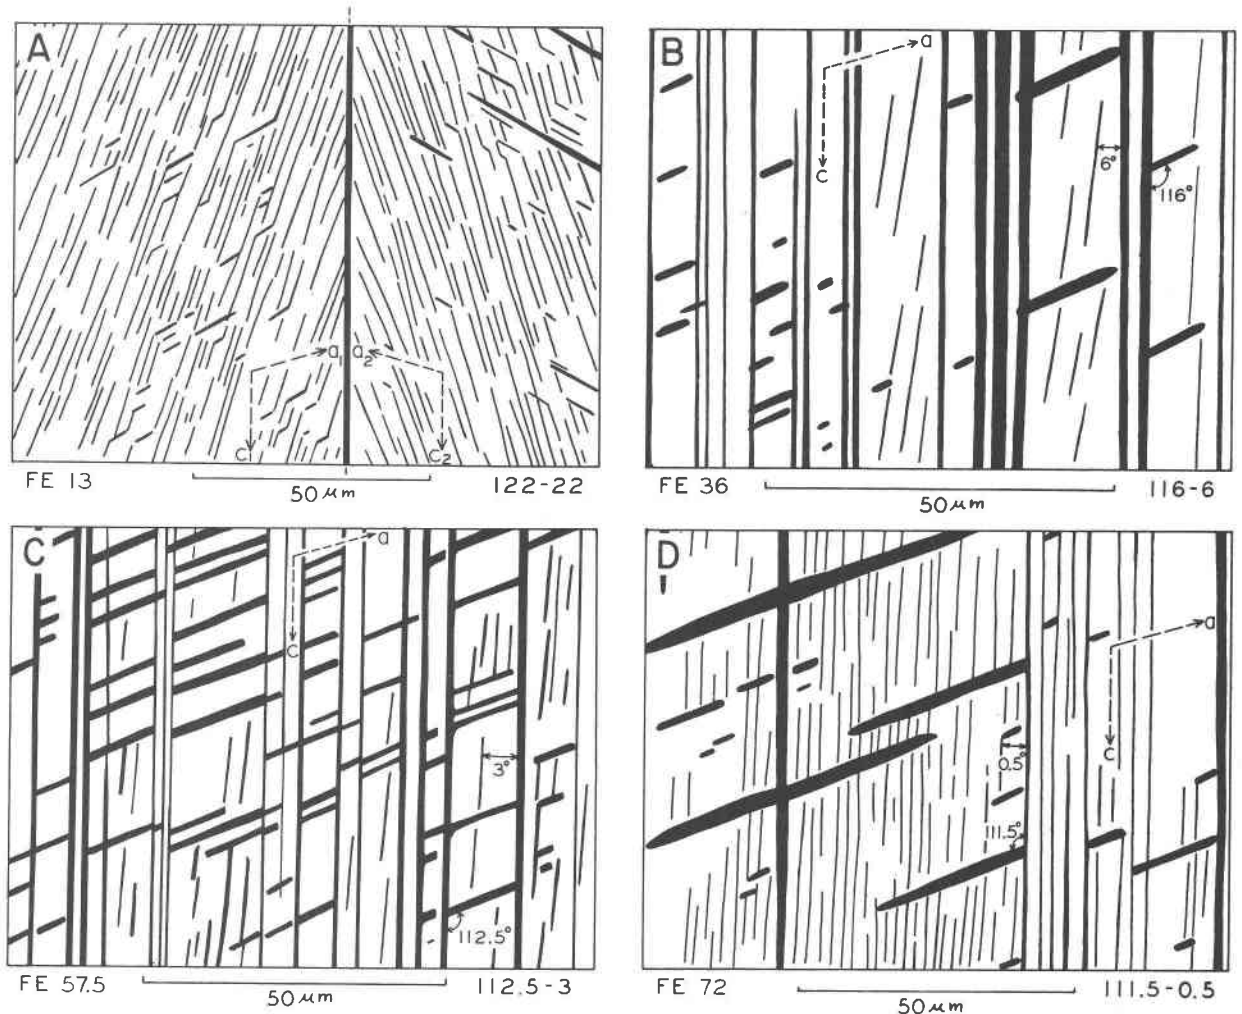 A
a1 a2
c1 c2
FE 13 50 µm 122-22
B
a
c
6°
116°
FE 36 50 µm 116-6
C
a
c
3°
112.5°
FE 57.5 50 µm 112.5-3
D
a
c
0.5°
111.5°
FE 72 50 µm 111.5-0.5